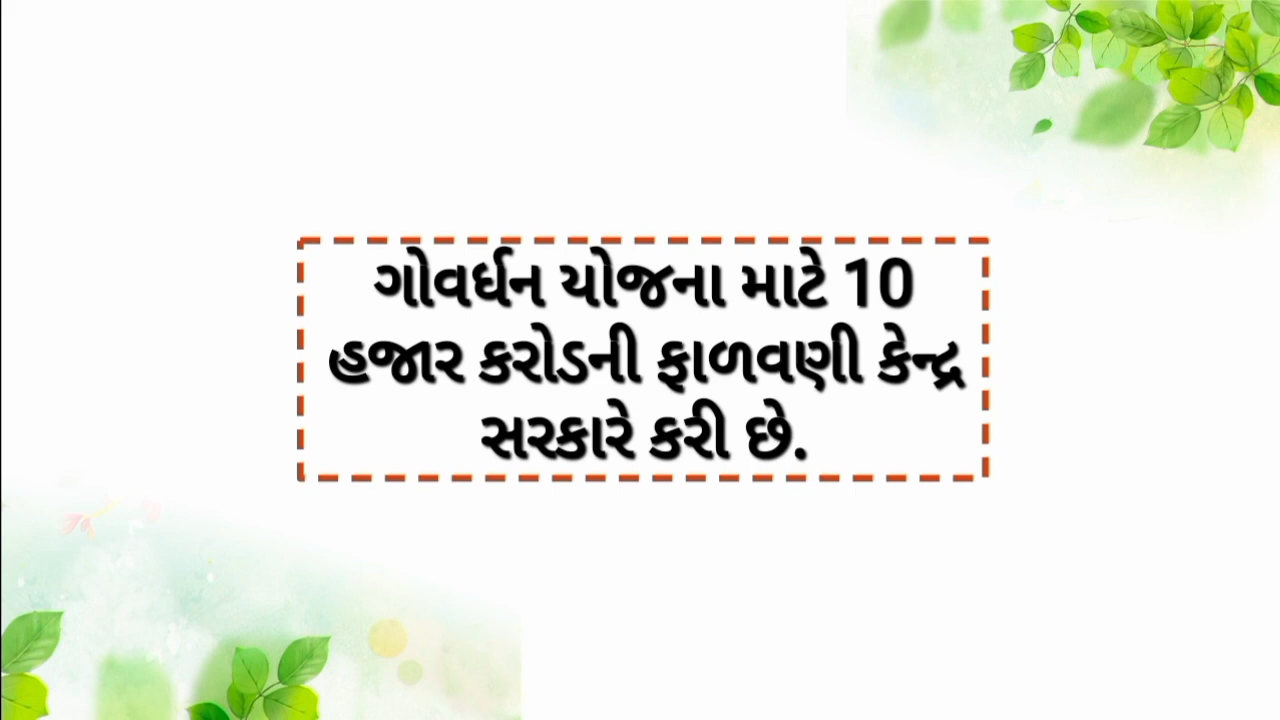 ગોવર્ધન યોજના માટે 10
હજાર કરોડની ફાળવણી કેન્દ્ર
સરકારે કરી છે.